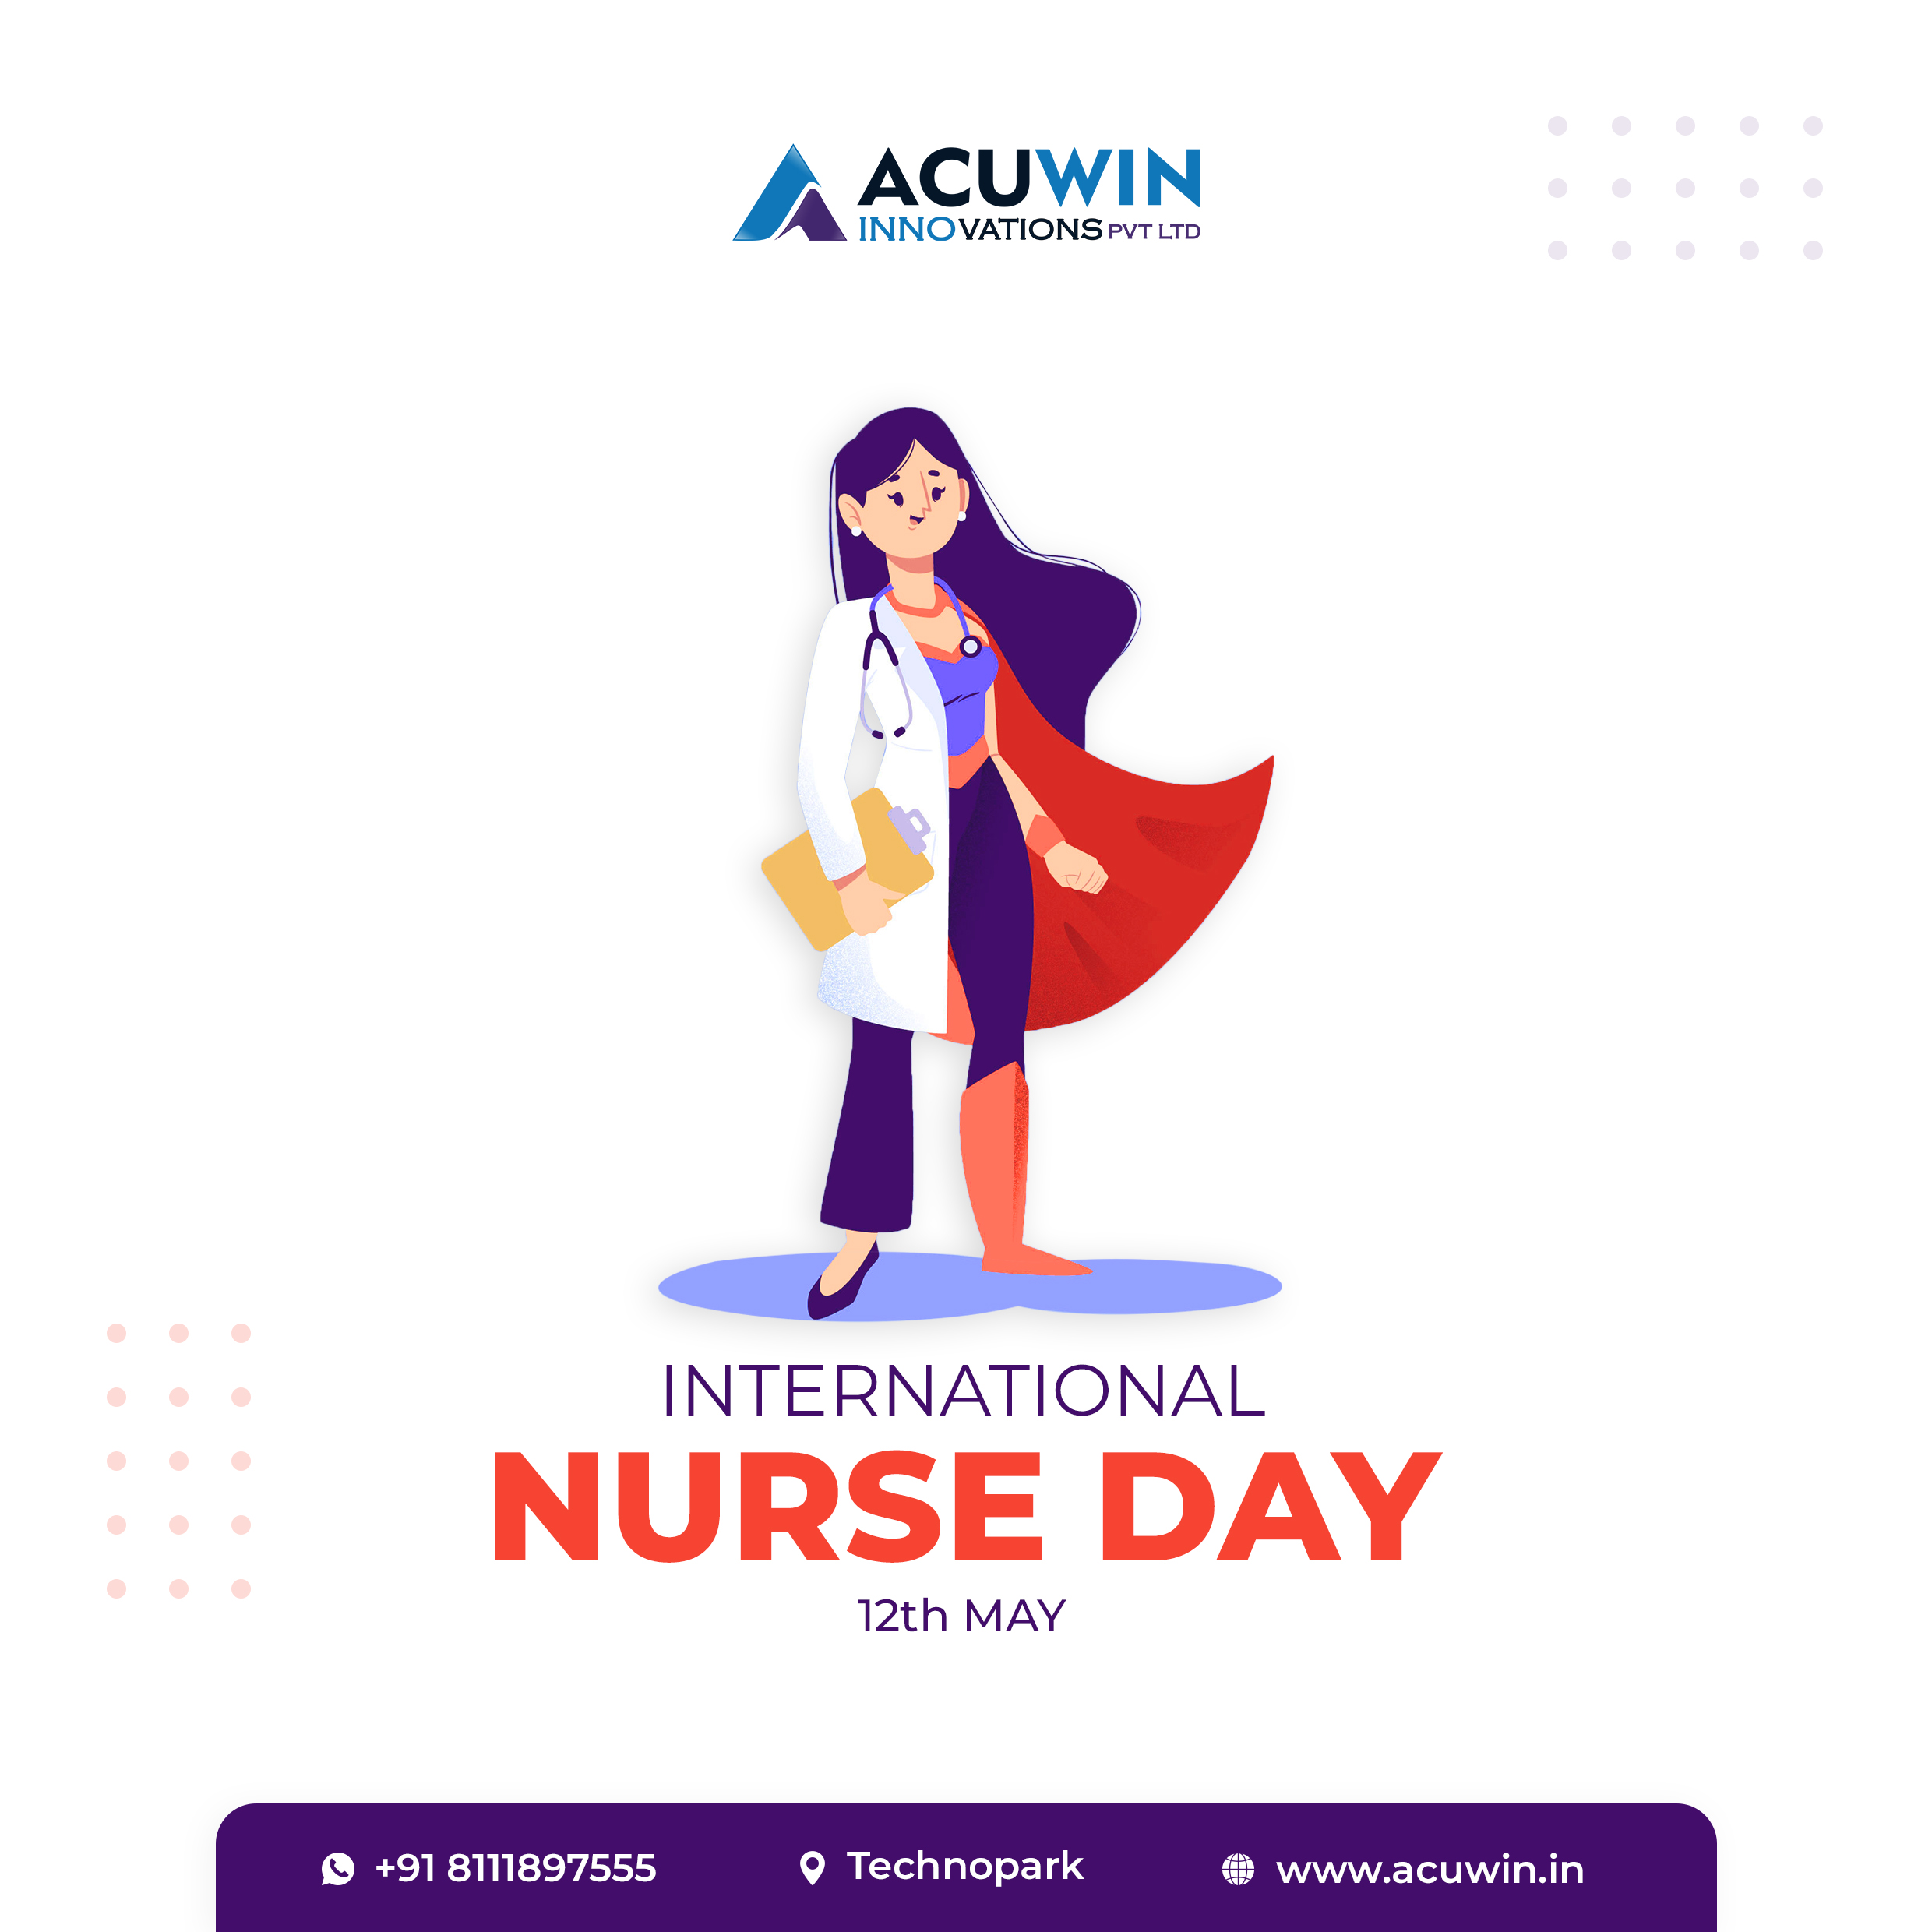 ACUWIN
INNOVATIONS PVT LTD
INTERNATIONAL
NURSE DAY
12th MAY
+91 8111897555
Technopark
www.acuwin.in